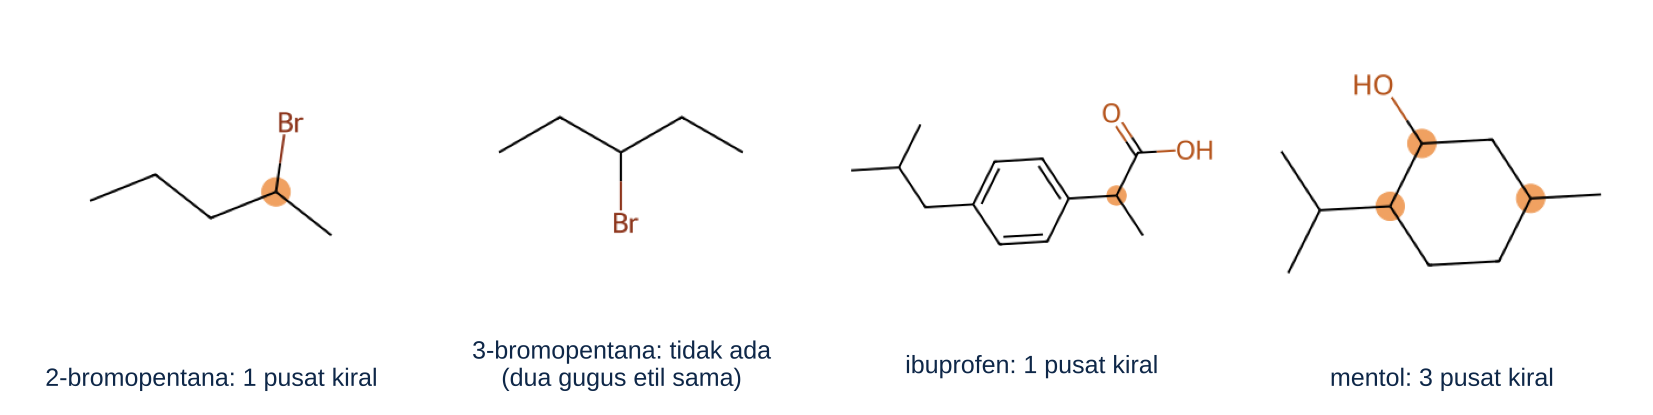 Br
2-bromopentana: 1 pusat kiral
Br
3-bromopentana: tidak ada
(dua gugus etil sama)
O
OH
ibuprofen: 1 pusat kiral
HO
mentol: 3 pusat kiral